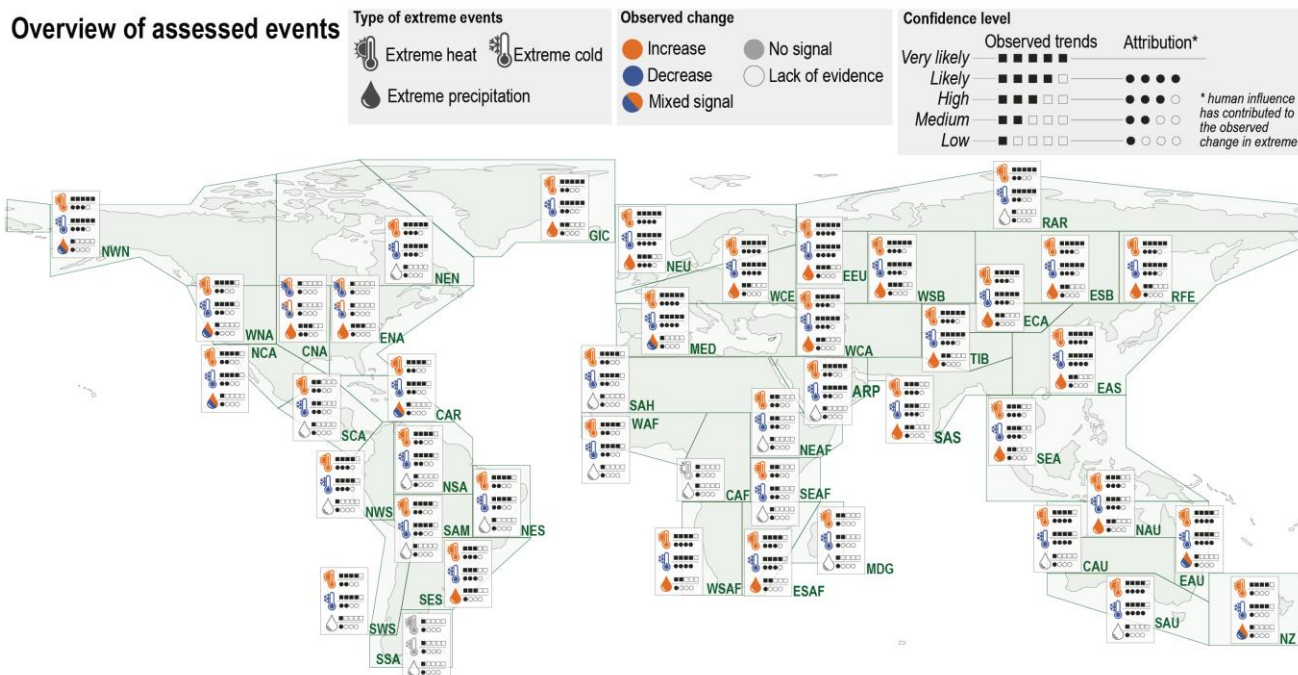 Overview of assessed events
Type of extreme events
Extreme heat
Extreme cold
Extreme precipitation
Observed change
Increase
No signal
Decrease
Lack of evidence
Mixed signal
Confidence level
Observed trends
Attribution*
Very likely
Likely
High
Medium
Low
* human influence
has contributed to
the observed
change in extreme
NWN
NEN
GIC
RAR
NEU
WCE
EEU
WSB
ECA
ESB
RFE
WNA
CNA
ENA
NCA
MED
WCA
TIB
EAS
SCA
CAR
SAH
ARP
WAF
NEAF
SAS
SEA
NWS
NSA
NES
SAM
CAF
SEAF
NAU
SWS
SES
SSA
WSAF
ESAF
MDG
CAU
EAU
SAU
NZ